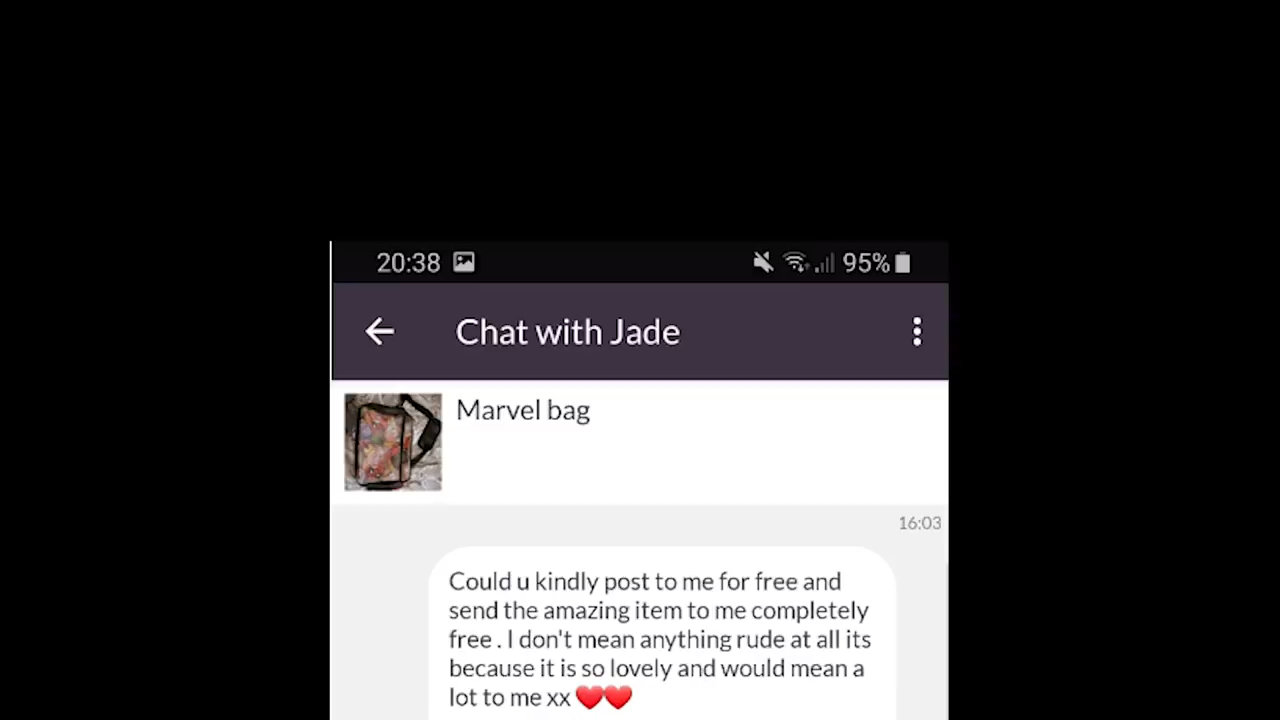 20:38 95%
Chat with Jade
Marvel bag
16:03
Could u kindly post to me for free and
send the amazing item to me completely
free . I don't mean anything rude at all its
because it is so lovely and would mean a
lot to me xx ❤️❤️